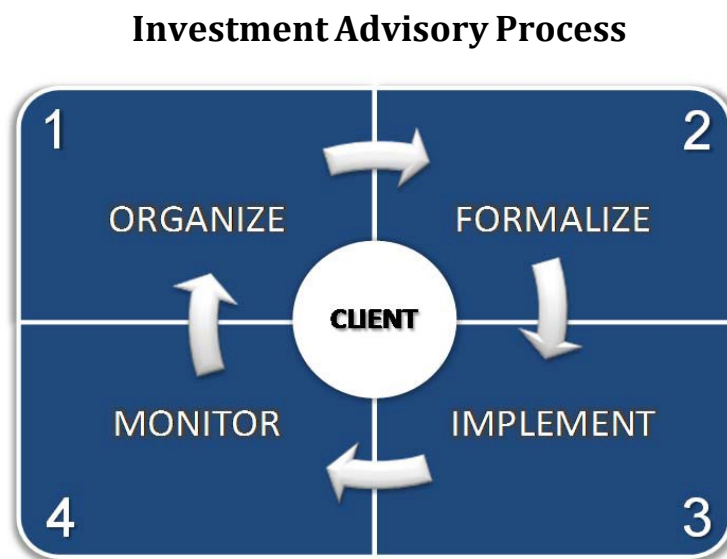 Investment Advisory Process
1
2
ORGANIZE
FORMALIZE
CLIENT
MONITOR
IMPLEMENT
4
3